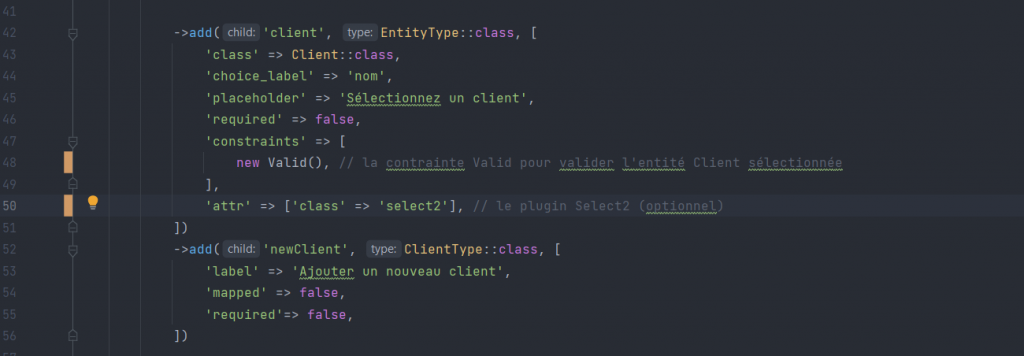 41
42 ->add( child: 'client', type: EntityType::class, [
43 'class' => Client::class,
44 'choice_label' => 'nom',
45 'placeholder' => 'Sélectionnez un client',
46 'required' => false,
47 'constraints' => [
48 new Valid(), // la contrainte Valid pour valider l'entité Client sélectionnée
49 ],
50 'attr' => ['class' => 'select2'], // le plugin Select2 (optionnel)
51 ])
52 ->add( child: 'newClient', type: ClientType::class, [
53 'label' => 'Ajouter un nouveau client',
54 'mapped' => false,
55 'required'=> false,
56 ])